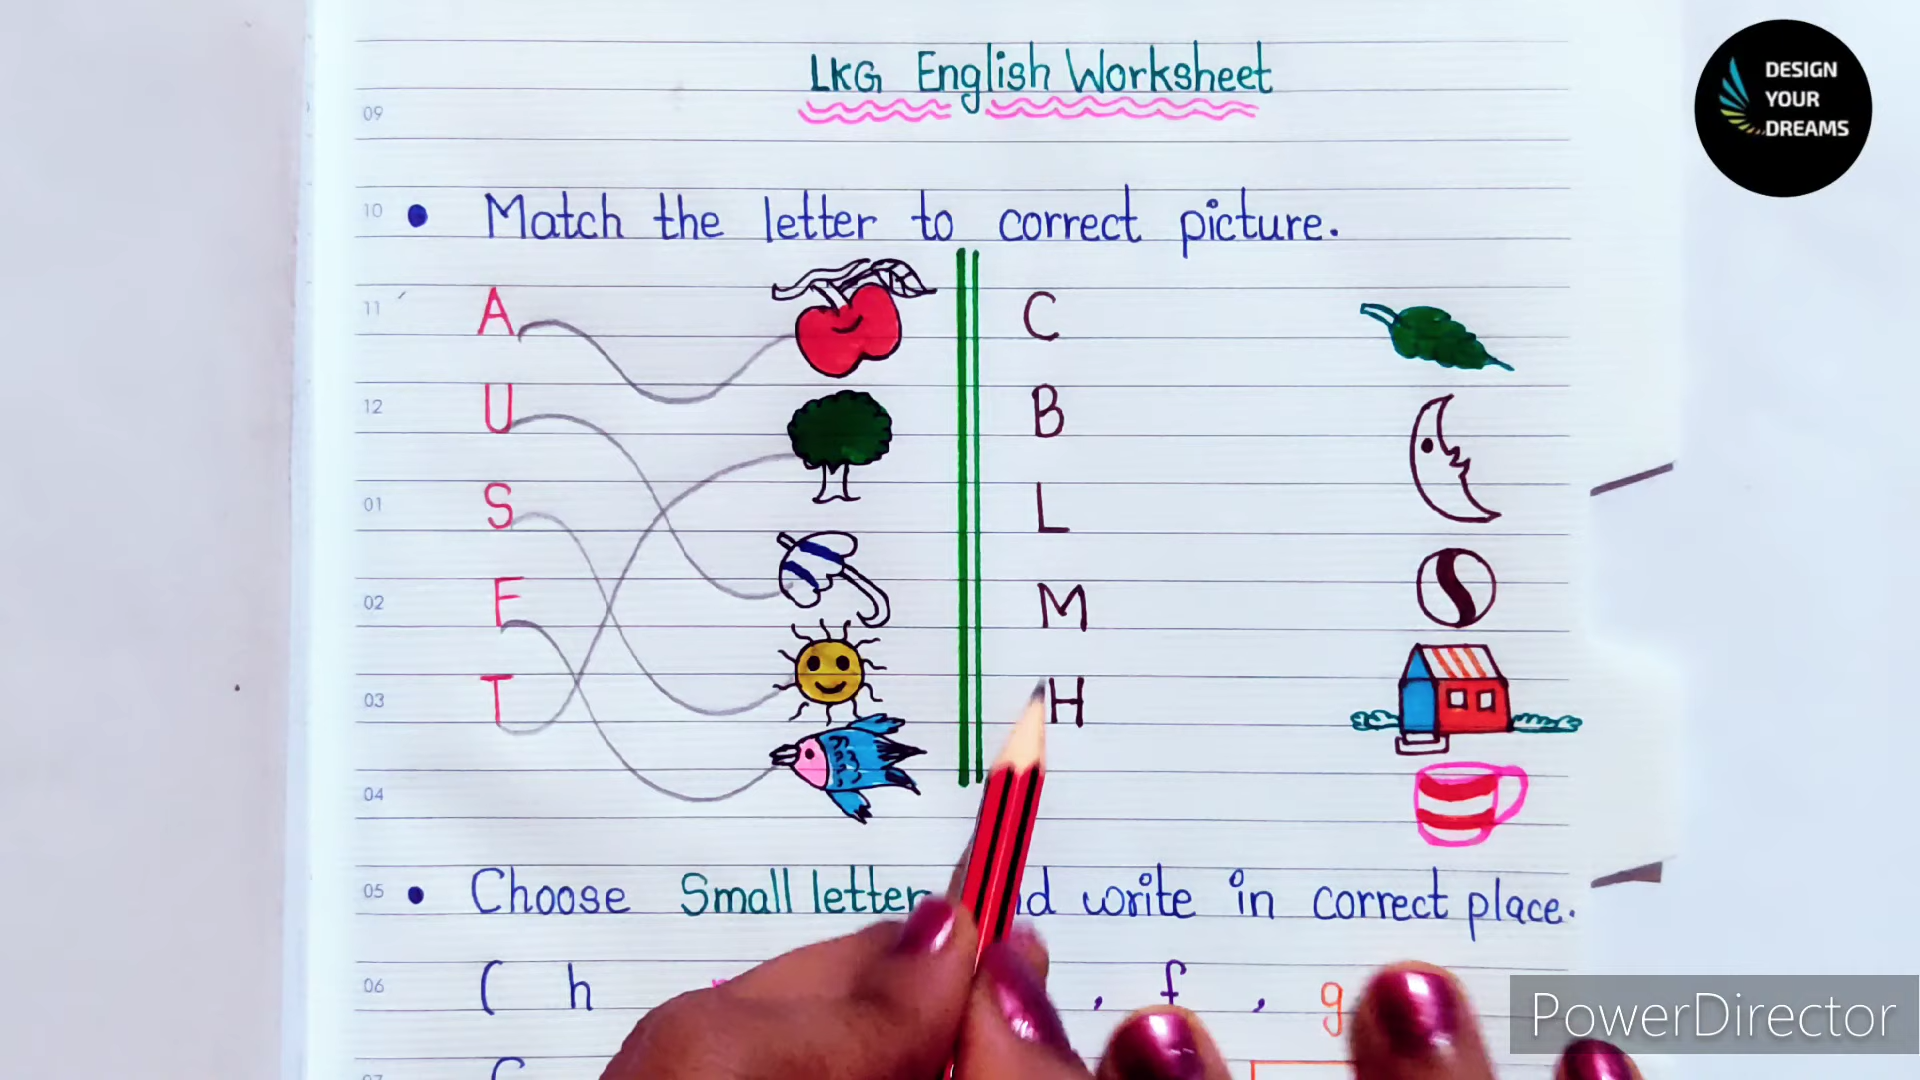 LKG English Worksheet
DESIGN
YOUR
DREAMS
09
10 • Match the letter to correct picture.
11 A C
12 U B
01 S L
02 F M
03 T H
04
05 • Choose Small letter nd write in correct place.
06 ( h , f , g
PowerDirector